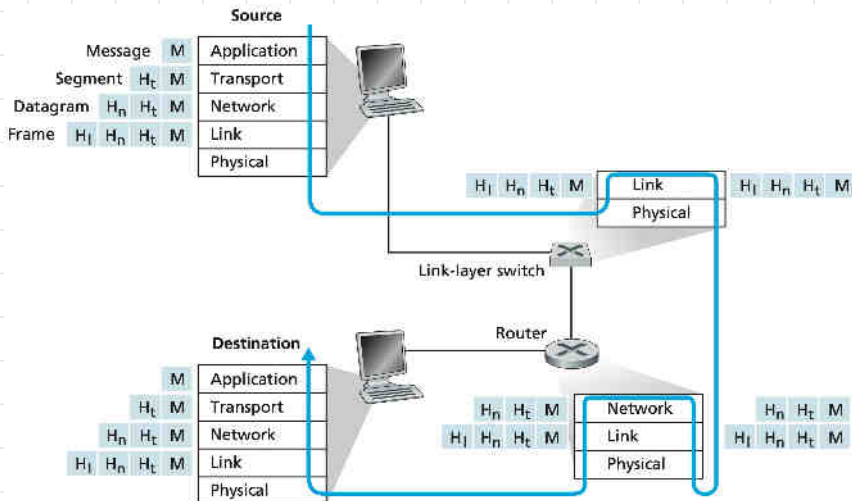 Source
Message M Application
Segment Ht M Transport
Datagram Hn Ht M Network
Frame Hl Hn Ht M Link
Physical
Hl Hn Ht M Link Hl Hn Ht M
Physical
Link-layer switch
Router
Destination
M Application
Ht M Transport
Hn Ht M Network
Hl Hn Ht M Link
Physical
Hn Ht M Network Hn Ht M
Hl Hn Ht M Link Hl Hn Ht M
Physical